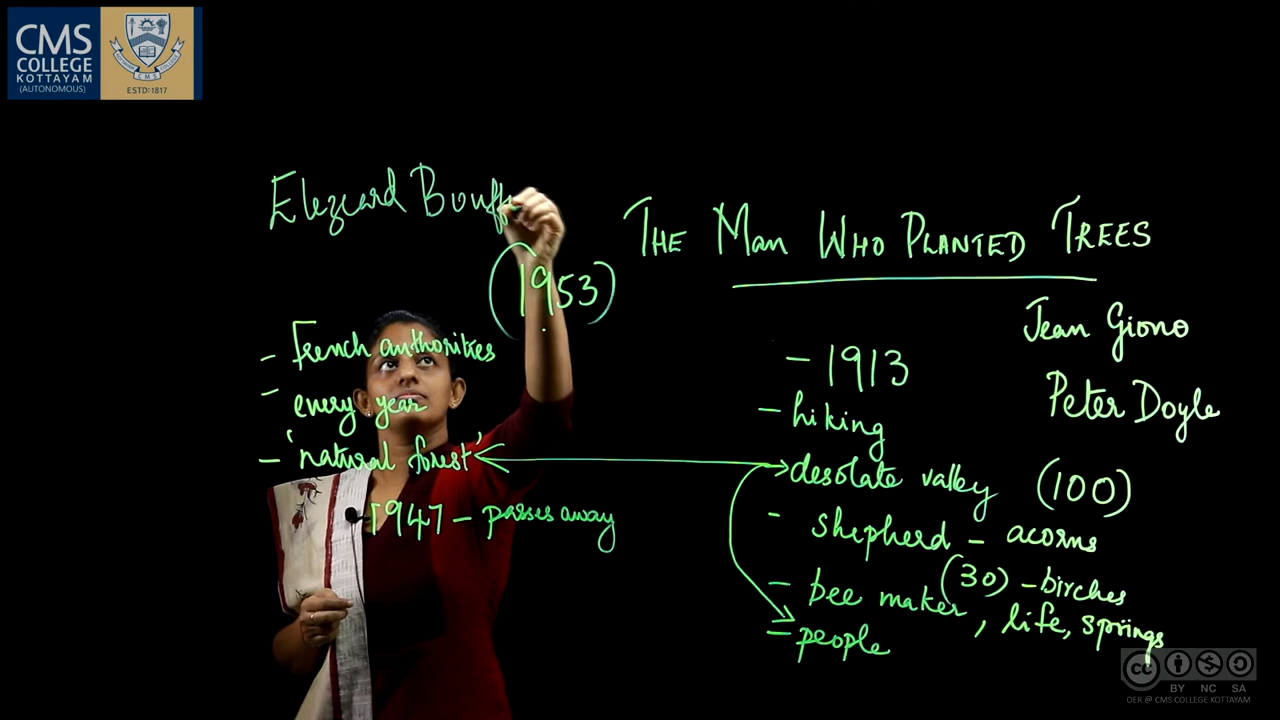 CMS
COLLEGE
KOTTAYAM
(AUTONOMOUS)
C M S
ESTD:1817
Elezeard Bouff
(1953)
- French authorities
- every year
- 'natural forest'
- 1947 - passes away
THE MAN WHO PLANTED TREES
Jean Giono
Peter Doyle
- 1913
- hiking
desolate valley (100)
- shepherd - acorns
(30) - birches
- bee maker, life, springs
- people
CC
BY NC SA
OER @ CMS COLLEGE KOTTAYAM